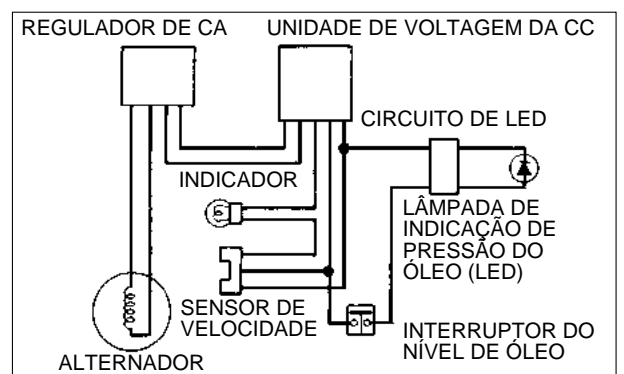 REGULADOR DE CA
UNIDADE DE VOLTAGEM DA CC
CIRCUITO DE LED
INDICADOR
LÂMPADA DE
INDICAÇÃO DE
PRESSÃO DO
ÓLEO (LED)
SENSOR DE
VELOCIDADE
INTERRUPTOR DO
NÍVEL DE ÓLEO
ALTERNADOR